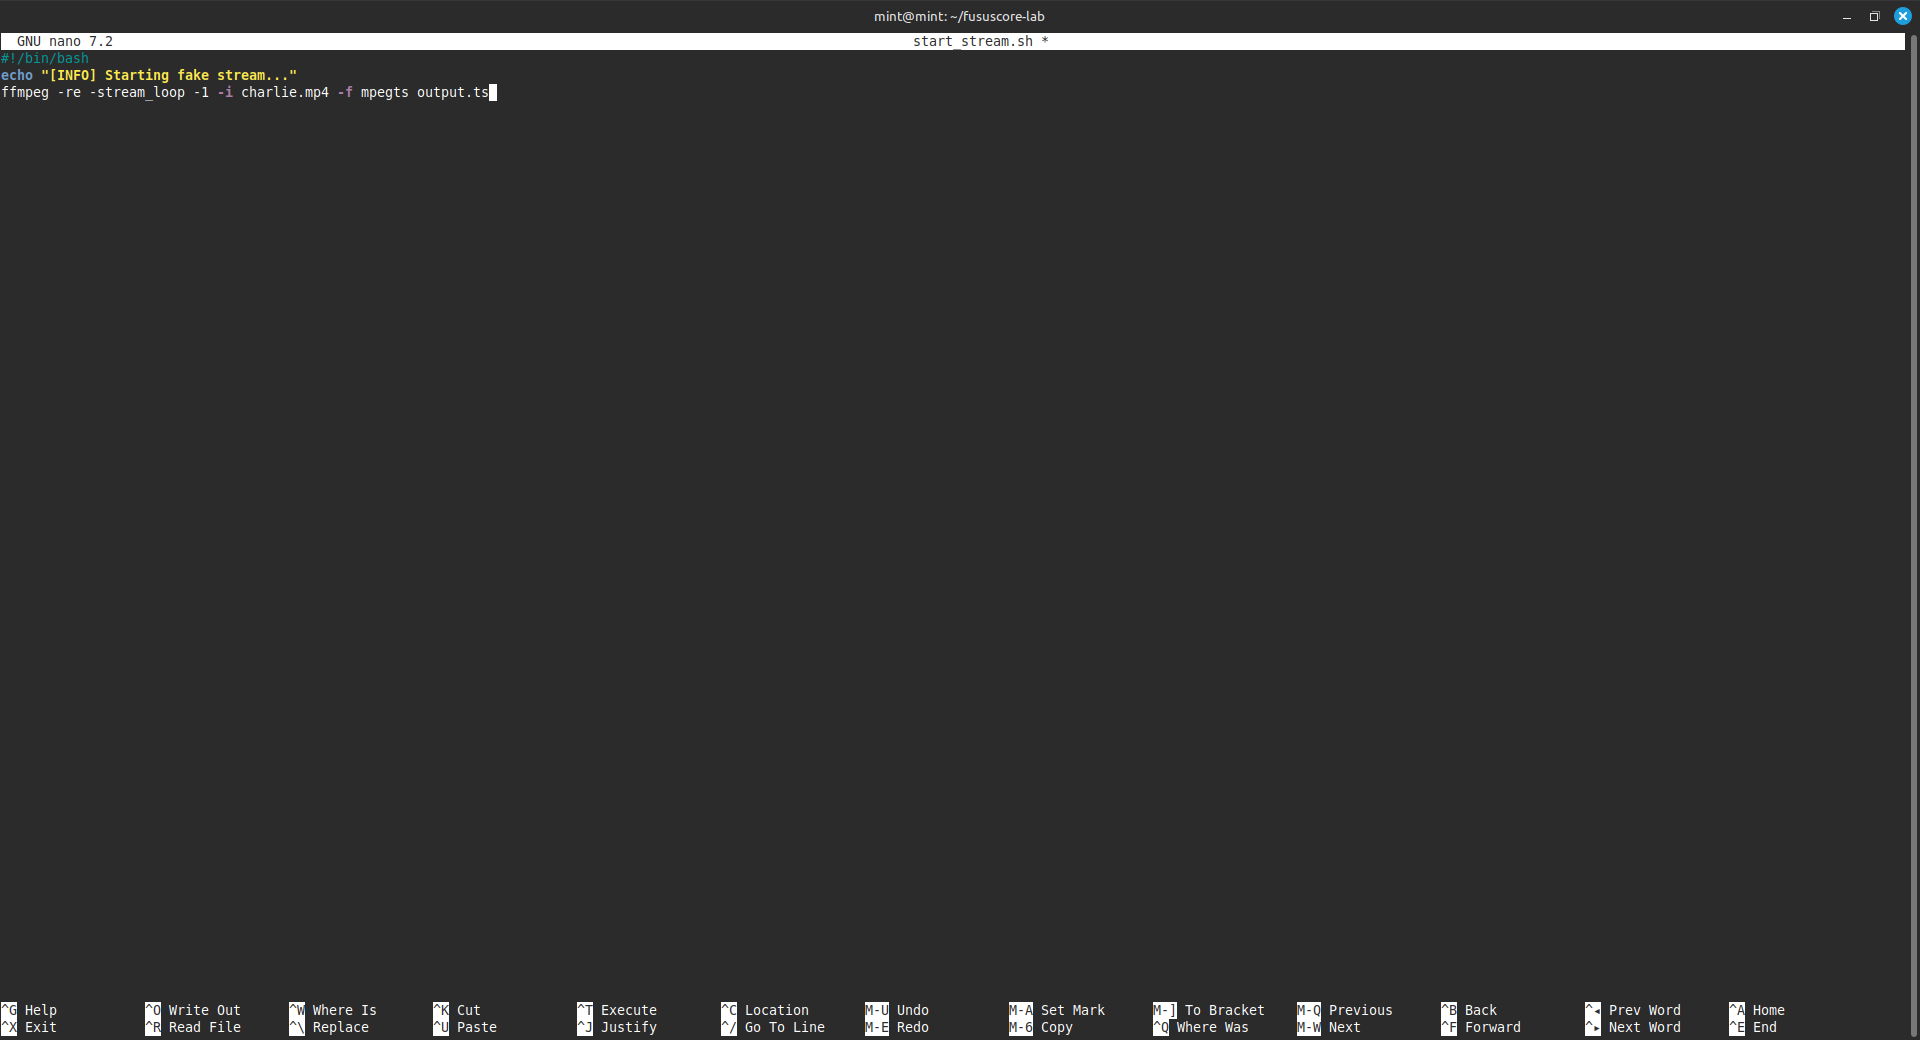 mint@mint: ~/fususcore-lab
GNU nano 7.2 start_stream.sh *
#!/bin/bash
echo "[INFO] Starting fake stream..."
ffmpeg -re -stream_loop -1 -i charlie.mp4 -f mpegts output.ts
^G Help ^O Write Out ^W Where Is ^K Cut ^T Execute ^C Location M-U Undo M-A Set Mark M-] To Bracket M-Q Previous ^B Back ^◂ Prev Word ^A Home
^X Exit ^R Read File ^\ Replace ^U Paste ^J Justify ^/ Go To Line M-E Redo M-6 Copy ^Q Where Was M-W Next ^F Forward ^▸ Next Word ^E End